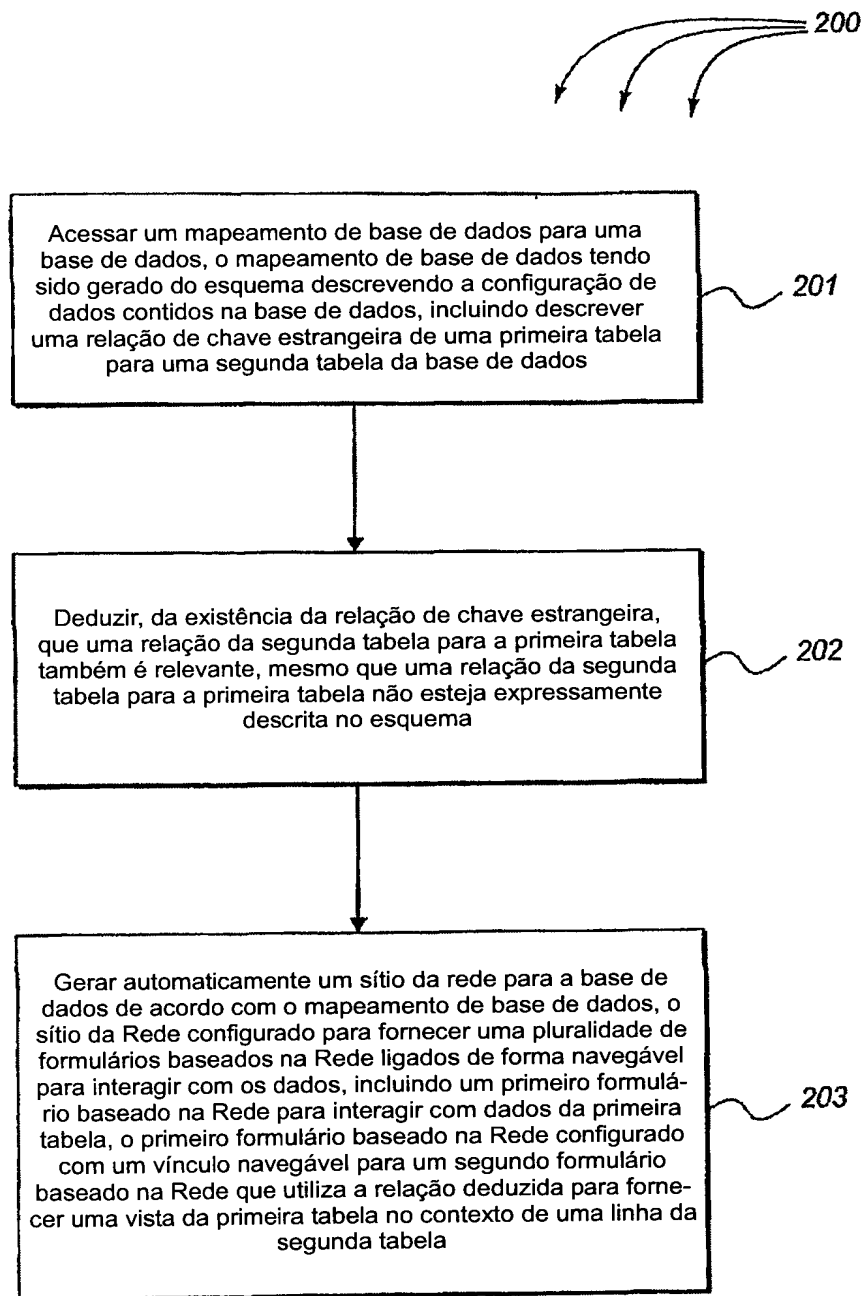 200
Acessar um mapeamento de base de dados para uma
base de dados, o mapeamento de base de dados tendo
sido gerado do esquema descrevendo a configuração de
dados contidos na base de dados, incluindo descrever
uma relação de chave estrangeira de uma primeira tabela
para uma segunda tabela da base de dados
201
Deduzir, da existência da relação de chave estrangeira,
que uma relação da segunda tabela para a primeira tabela
também é relevante, mesmo que uma relação da segunda
tabela para a primeira tabela não esteja expressamente
descrita no esquema
202
Gerar automaticamente um sítio da rede para a base de
dados de acordo com o mapeamento de base de dados, o
sítio da Rede configurado para fornecer uma pluralidade de
formulários baseados na Rede ligados de forma navegável
para interagir com os dados, incluindo um primeiro formulá-
rio baseado na Rede para interagir com dados da primeira
tabela, o primeiro formulário baseado na Rede configurado
com um vínculo navegável para um segundo formulário
baseado na Rede que utiliza a relação deduzida para forne-
cer uma vista da primeira tabela no contexto de uma linha da
segunda tabela
203